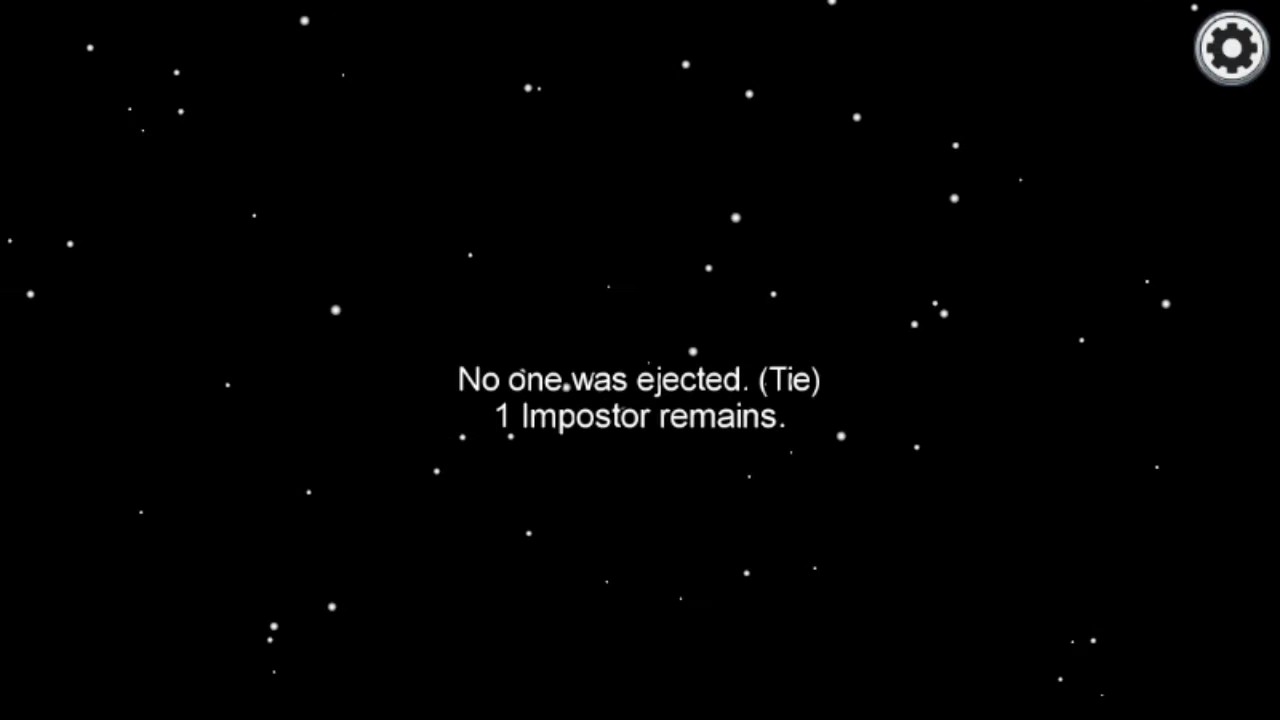 No one was ejected. (Tie)
1 Impostor remains.